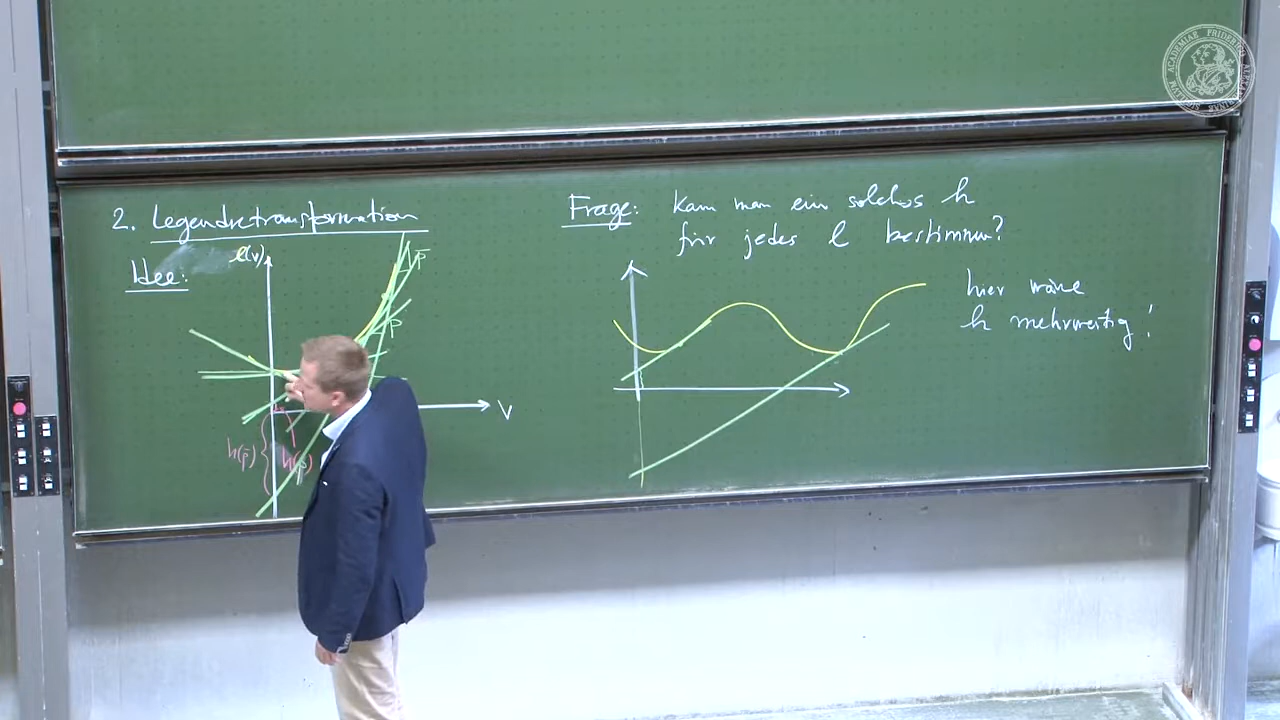 2. Legendretransformation
Idee:
l(v)
p̄
p
v
h(p̄)
h(p)
Frage: Kann man ein solches h
für jedes l bestimmen?
hier wäre
h mehrwertig!